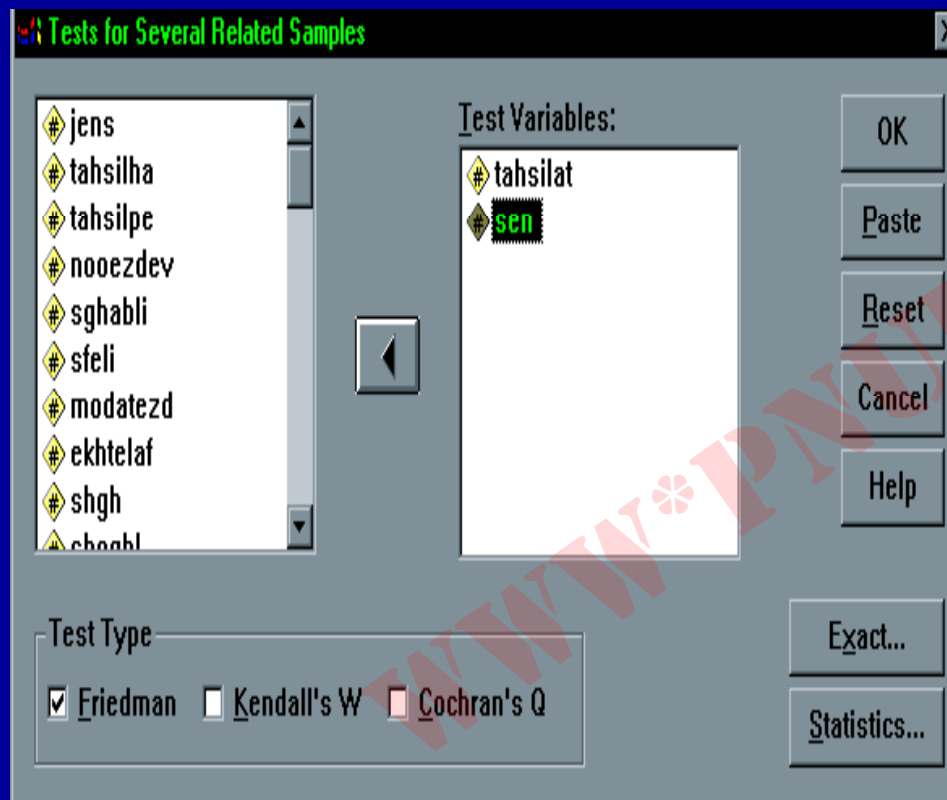 Tests for Several Related Samples
jens
tahsilha
tahsilpe
nooezdev
sghabli
sfeli
modatezd
ekhtelaf
shgh
Test Variables:
tahsilat
sen
OK
Paste
Reset
Cancel
Help
Test Type
Friedman
Kendall's W
Cochran's Q
Exact...
Statistics...
WWW*PNU